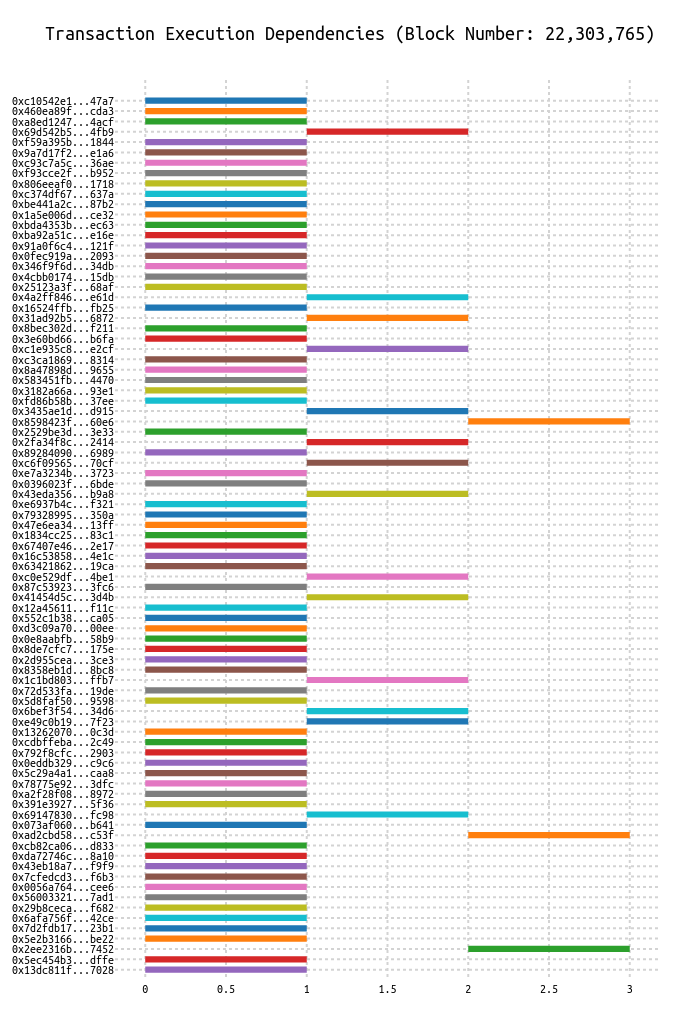 Transaction Execution Dependencies (Block Number: 22,303,765)
0xc10542e1...47a7
0x460ea89f...cda3
0xa8ed1247...4acf
0x69d542b5...4fb9
0xf59a395b...1844
0x9a7d17f2...e1a6
0xc93c7a5c...36ae
0xf93cce2f...b952
0x806eeaf0...1718
0xc374df67...637a
0xbe441a2c...87b2
0x1a5e006d...ce32
0xbda4353b...ec63
0xba92a51c...e16e
0x91a0f6c4...121f
0x0fec919a...2093
0x346f9f6d...34db
0x4cbb0174...15db
0x25123a3f...68af
0x4a2ff846...e61d
0x16524ffb...fb25
0x31ad92b5...6872
0x8bec302d...f211
0x3e60bd66...b6fa
0xc1e935c8...e2cf
0xc3ca1869...8314
0x8a47898d...9655
0x583451fb...4470
0x3182a66a...93e1
0xfd86b58b...37ee
0x3435ae1d...d915
0x8598423f...60e6
0x2529be3d...3e33
0x2fa34f8c...2414
0x89284090...6989
0xc6f09565...70cf
0xe7a3234b...3723
0x0396023f...6bde
0x43eda356...b9a8
0xe6937b4c...f321
0x79328995...350a
0x47e6ea34...13ff
0x1834cc25...83c1
0x67407e46...2e17
0x16c53858...4e1c
0x63421862...19ca
0xc0e529df...4be1
0x87c53923...3fc6
0x41454d5c...3d4b
0x12a45611...f11c
0x552c1b38...ca05
0xd3c09a70...00ee
0x0e8aabfb...58b9
0x8de7cfc7...175e
0x2d955cea...3ce3
0x8358eb1d...8bc8
0x1c1bd803...ffb7
0x72d533fa...19de
0x5d8faf50...9598
0x6bef3f54...34d6
0xe49c0b19...7f23
0x13262070...0c3d
0xcdbffeba...2c49
0x792f8cfc...2903
0x0eddb329...c9c6
0x5c29a4a1...caa8
0x78775e92...3dfc
0xa2f28f08...8972
0x391e3927...5f36
0x69147830...fc98
0x073af060...b641
0xad2cbd58...c53f
0xcb82ca06...d833
0xda72746c...8a10
0x43eb18a7...f9f9
0x7cfedcd3...f6b3
0x0056a764...cee6
0x56003321...7ad1
0x29b8ceca...f682
0x6afa756f...42ce
0x7d2fdb17...23b1
0x5e2b3166...be22
0x2ee2316b...7452
0x5ec454b3...dffe
0x13dc811f...7028
0 0.5 1 1.5 2 2.5 3